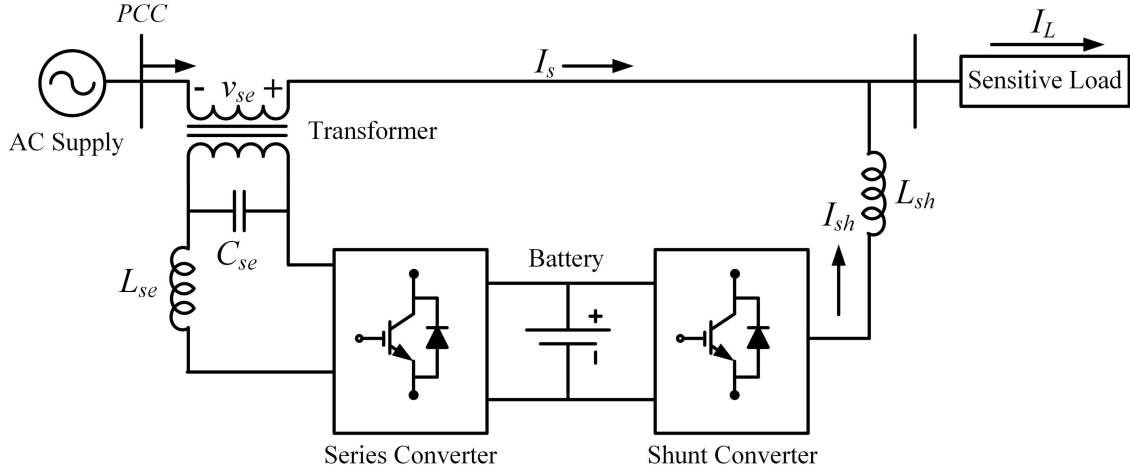 PCC
I_L
I_s
- v_se +
Sensitive Load
AC Supply
Transformer
L_sh
I_sh
C_se
L_se
Battery
+
-
Series Converter
Shunt Converter